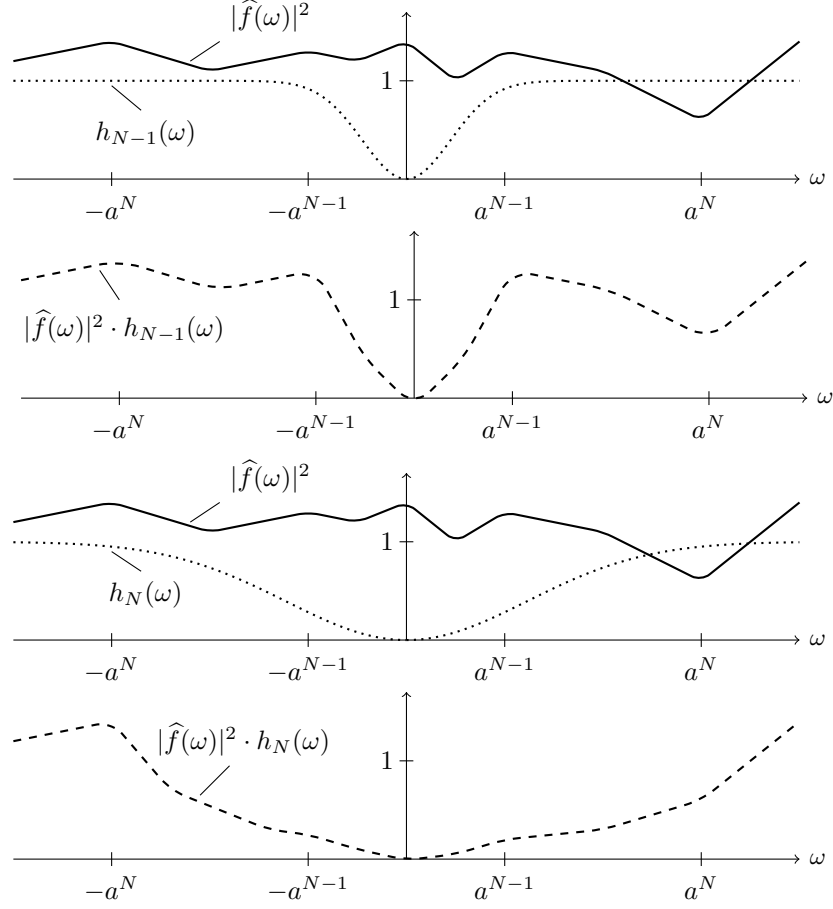 |f̂(ω)|²
1
h_{N−1}(ω)
ω
−a^N −a^{N−1} a^{N−1} a^N
1
|f̂(ω)|² · h_{N−1}(ω)
ω
−a^N −a^{N−1} a^{N−1} a^N
|f̂(ω)|²
1
h_N(ω)
ω
−a^N −a^{N−1} a^{N−1} a^N
|f̂(ω)|² · h_N(ω)
1
ω
−a^N −a^{N−1} a^{N−1} a^N